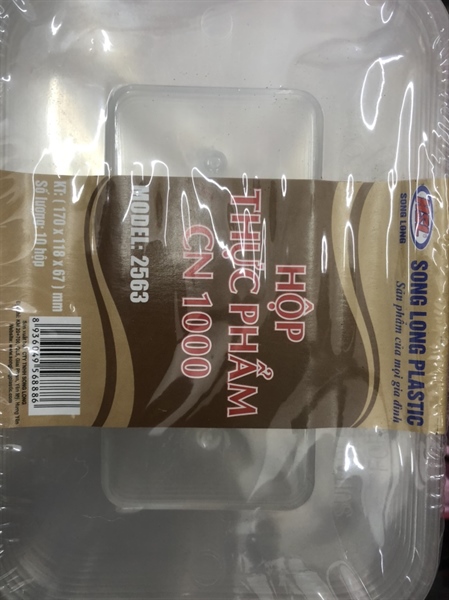 SONG LONG
SONG LONG PLASTIC
Sản phẩm của mọi gia đình
HỘP
THỰC PHẨM
CN 1000
MODEL: 2563
KT: ( 170 x 118 x 67 ) mm
Số lượng: 10 hộp
8936049568886